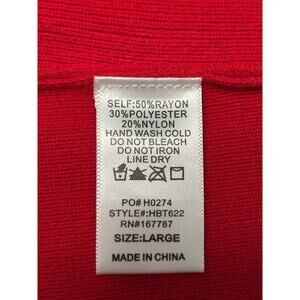 SELF:50%RAYON
30%POLYESTER
20%NYLON
HAND WASH COLD
DO NOT BLEACH
DO NOT IRON
LINE DRY
PO# H0274
STYLE#:HBT622
RN#167787
SIZE:LARGE
MADE IN CHINA